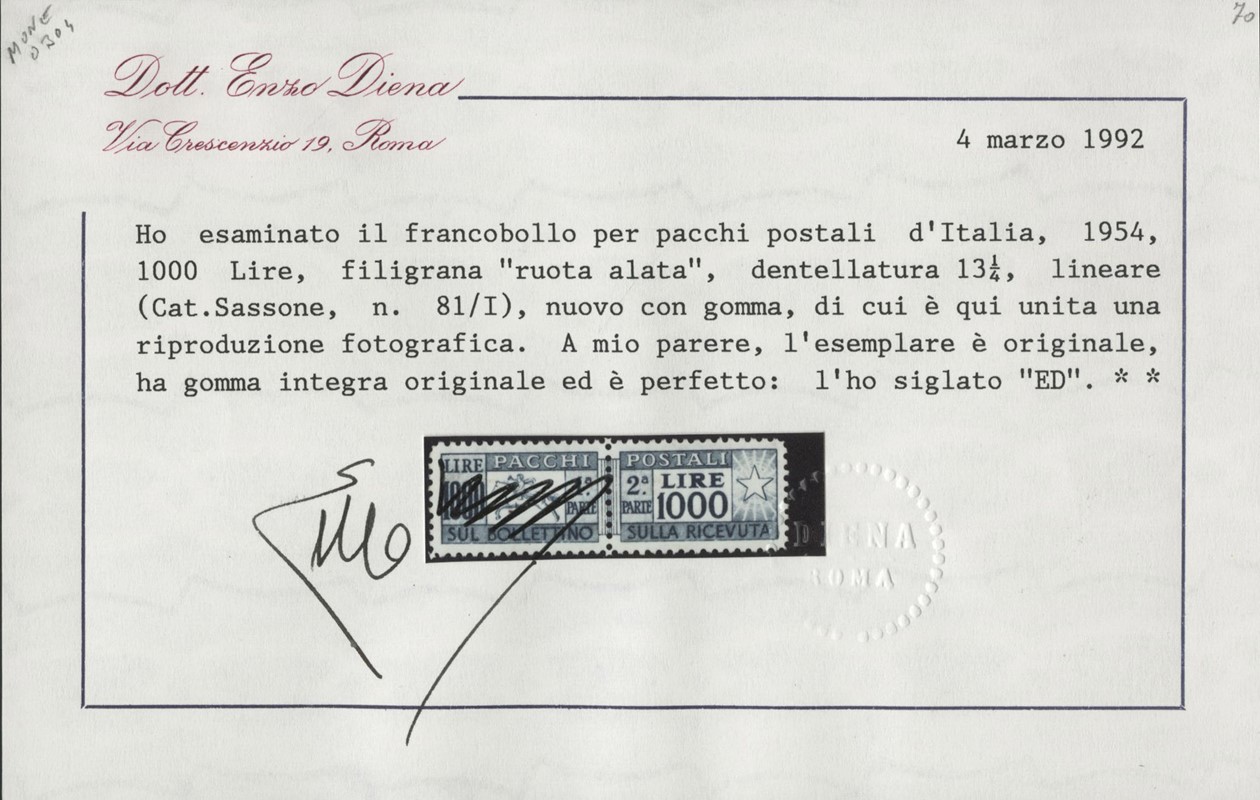 MONE
0304
70
Dott. Enzo Diena
Via Crescenzio 19, Roma
4 marzo 1992
Ho esaminato il francobollo per pacchi postali d'Italia, 1954,
1000 Lire, filigrana "ruota alata", dentellatura 13¼, lineare
(Cat.Sassone, n. 81/I), nuovo con gomma, di cui è qui unita una
riproduzione fotografica. A mio parere, l'esemplare è originale,
ha gomma integra originale ed è perfetto: l'ho siglato "ED". * *
LIRE PACCHI POSTALI
1000 1ª PARTE 2ª PARTE LIRE 1000
SUL BOLLETTINO SULLA RICEVUTA
DIENA
ROMA